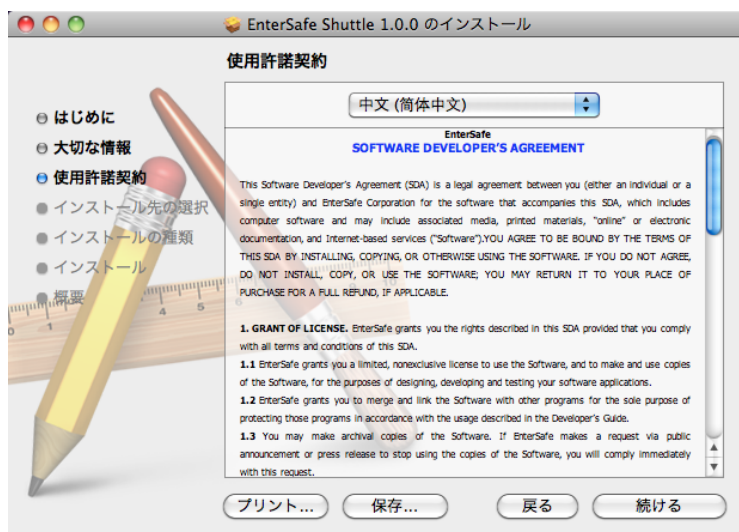 EnterSafe Shuttle 1.0.0 のインストール
使用許諾契約
はじめに
大切な情報
使用許諾契約
インストール先の選択
インストールの種類
インストール
概要
中文 (简体中文)
EnterSafe
SOFTWARE DEVELOPER'S AGREEMENT
This Software Developer's Agreement (SDA) is a legal agreement between you (either an individual or a
single entity) and EnterSafe Corporation for the software that accompanies this SDA, which includes
computer software and may include associated media, printed materials, "online" or electronic
documentation, and Internet-based services ("Software").YOU AGREE TO BE BOUND BY THE TERMS OF
THIS SDA BY INSTALLING, COPYING, OR OTHERWISE USING THE SOFTWARE. IF YOU DO NOT AGREE,
DO NOT INSTALL, COPY, OR USE THE SOFTWARE; YOU MAY RETURN IT TO YOUR PLACE OF
PURCHASE FOR A FULL REFUND, IF APPLICABLE.
1. GRANT OF LICENSE. EnterSafe grants you the rights described in this SDA provided that you comply
with all terms and conditions of this SDA.
1.1 EnterSafe grants you a limited, nonexclusive license to use the Software, and to make and use copies
of the Software, for the purposes of designing, developing and testing your software applications.
1.2 EnterSafe grants you to merge and link the Software with other programs for the sole purpose of
protecting those programs in accordance with the usage described in the Developer's Guide.
1.3 You may make archival copies of the Software. If EnterSafe makes a request via public
announcement or press release to stop using the copies of the Software, you will comply immediately
with this request.
0 1 4 5 6
プリント... 保存... 戻る 続ける